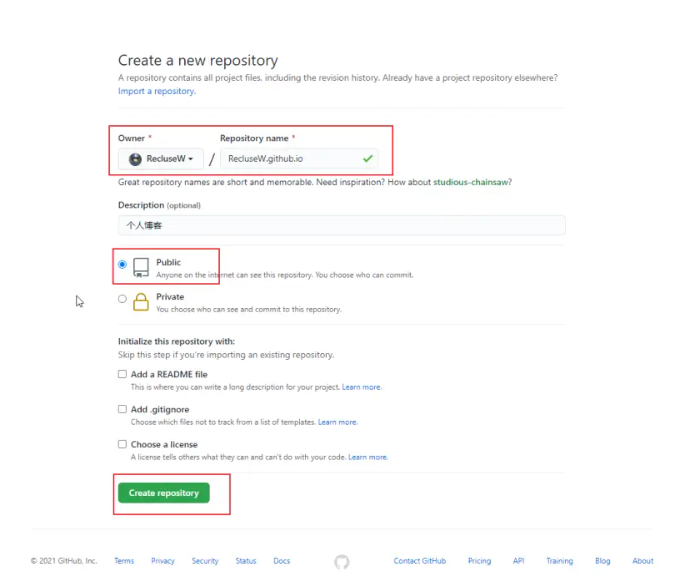 Create a new repository
A repository contains all project files, including the revision history. Already have a project repository elsewhere?
Import a repository.
Owner * Repository name *
RecluseW / RecluseW.github.io
Great repository names are short and memorable. Need inspiration? How about studious-chainsaw?
Description (optional)
个人博客
Public
Anyone on the internet can see this repository. You choose who can commit.
Private
You choose who can see and commit to this repository.
Initialize this repository with:
Skip this step if you're importing an existing repository.
Add a README file
This is where you can write a long description for your project. Learn more.
Add .gitignore
Choose which files not to track from a list of templates. Learn more.
Choose a license
A license tells others what they can and can't do with your code. Learn more.
Create repository
© 2021 GitHub, Inc. Terms Privacy Security Status Docs Contact GitHub Pricing API Training Blog About